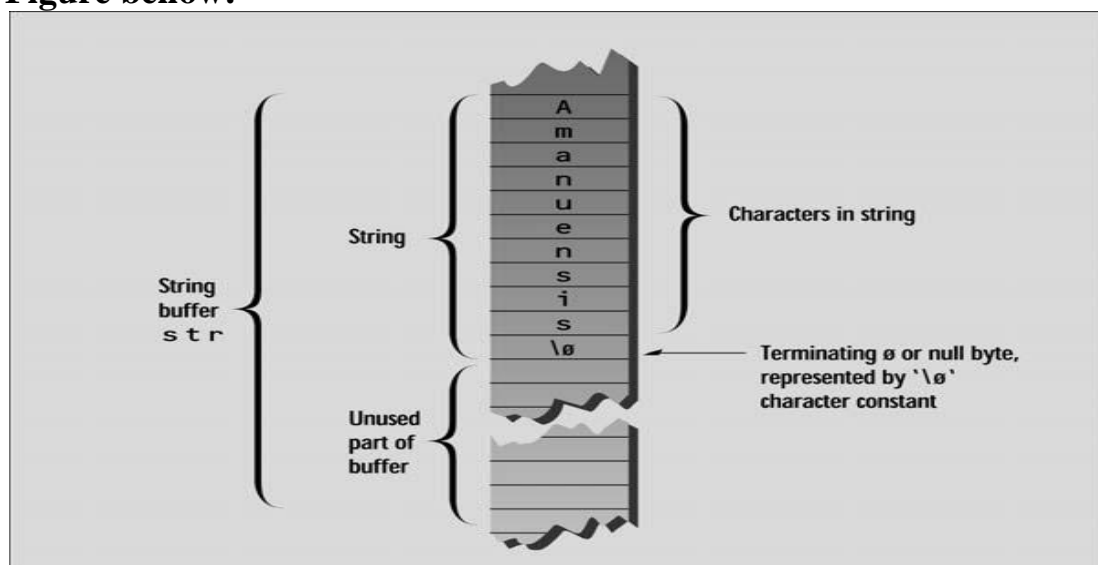 Figure bellow:
A
m
a
n
u
e
n
s
i
s
\ø
String
Characters in string
String
buffer
str
Unused
part of
buffer
Terminating ø or null byte,
represented by '\ø'
character constant